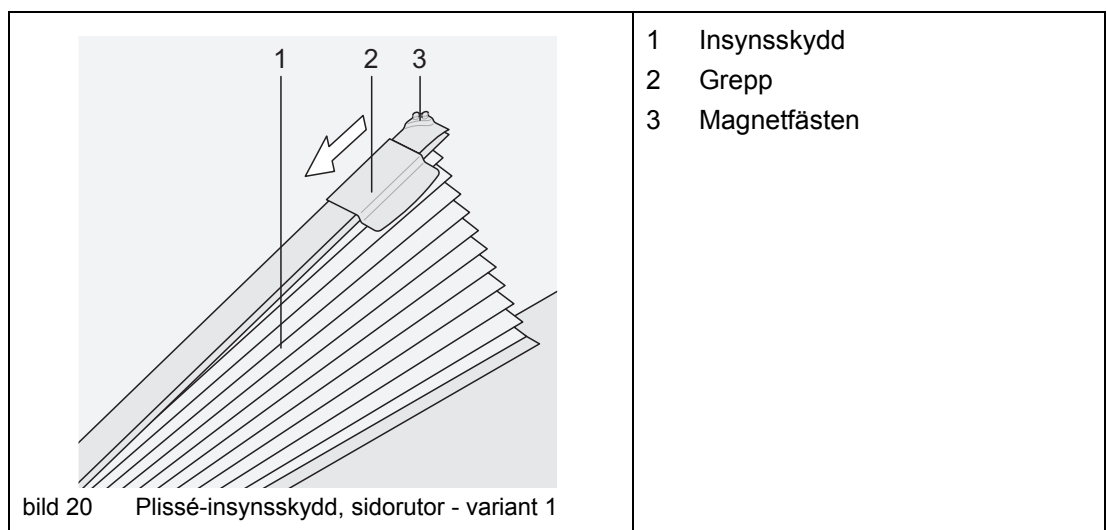 1 2 3
bild 20 Plissé-insynsskydd, sidorutor - variant 1
1 Insynsskydd
2 Grepp
3 Magnetfästen